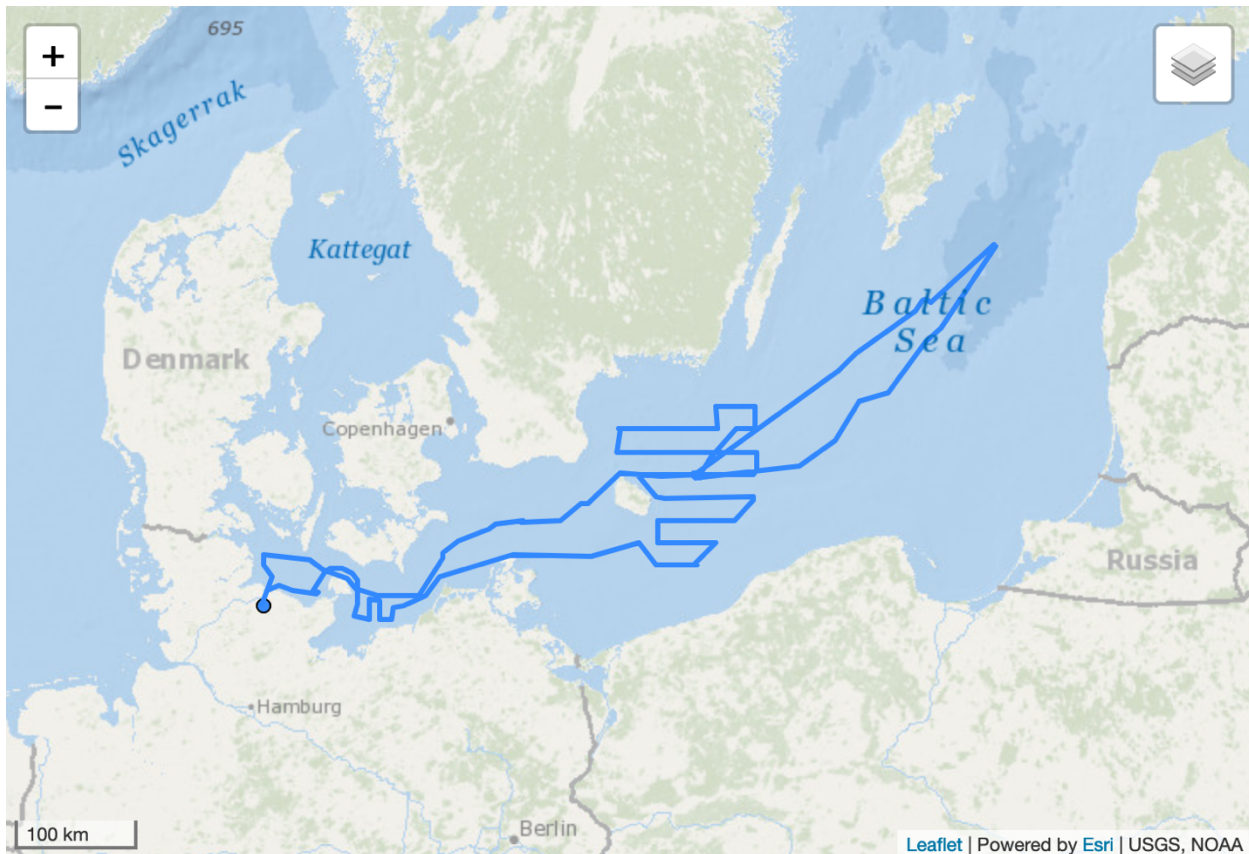 695
+
−
Skagerrak
Kattegat
Denmark
Copenhagen
Baltic
Sea
Russia
Hamburg
Berlin
100 km
Leaflet | Powered by Esri | USGS, NOAA